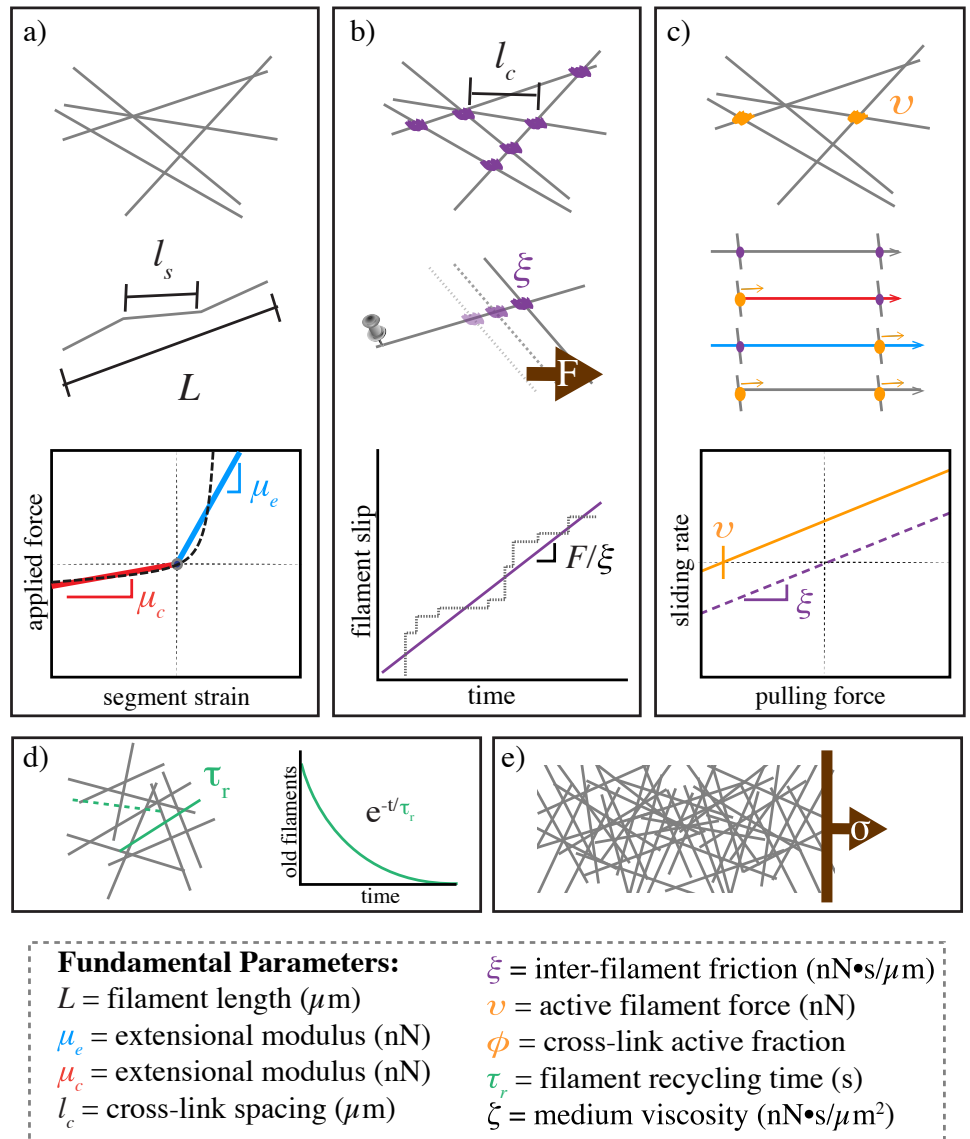 a)
l_s
L
applied force
μ_e
μ_c
segment strain
b)
l_c
ξ
F
filament slip
F/ξ
time
c)
υ
sliding rate
υ
ξ
pulling force
d)
τ_r
old filaments
e^{-t/τ_r}
time
e)
σ
Fundamental Parameters:
L = filament length (μm)
μ_e = extensional modulus (nN)
μ_c = extensional modulus (nN)
l_c = cross-link spacing (μm)
ξ = inter-filament friction (nN•s/μm)
υ = active filament force (nN)
ϕ = cross-link active fraction
τ_r = filament recycling time (s)
ζ = medium viscosity (nN•s/μm²)